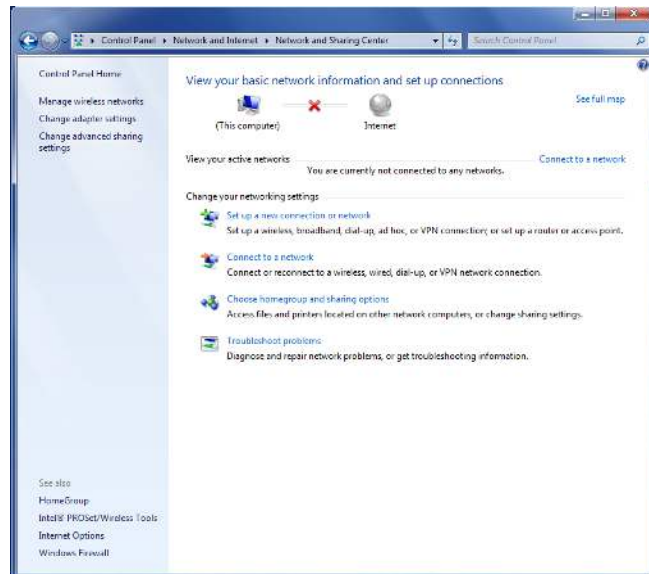 Control Panel ▸ Network and Internet ▸ Network and Sharing Center
Search Control Panel
Control Panel Home
Manage wireless networks
Change adapter settings
Change advanced sharing
settings
View your basic network information and set up connections
See full map
(This computer)
Internet
View your active networks
Connect to a network
You are currently not connected to any networks.
Change your networking settings
Set up a new connection or network
Set up a wireless, broadband, dial-up, ad hoc, or VPN connection; or set up a router or access point.
Connect to a network
Connect or reconnect to a wireless, wired, dial-up, or VPN network connection.
Choose homegroup and sharing options
Access files and printers located on other network computers, or change sharing settings.
Troubleshoot problems
Diagnose and repair network problems, or get troubleshooting information.
See also
HomeGroup
Intel® PROSet/Wireless Tools
Internet Options
Windows Firewall